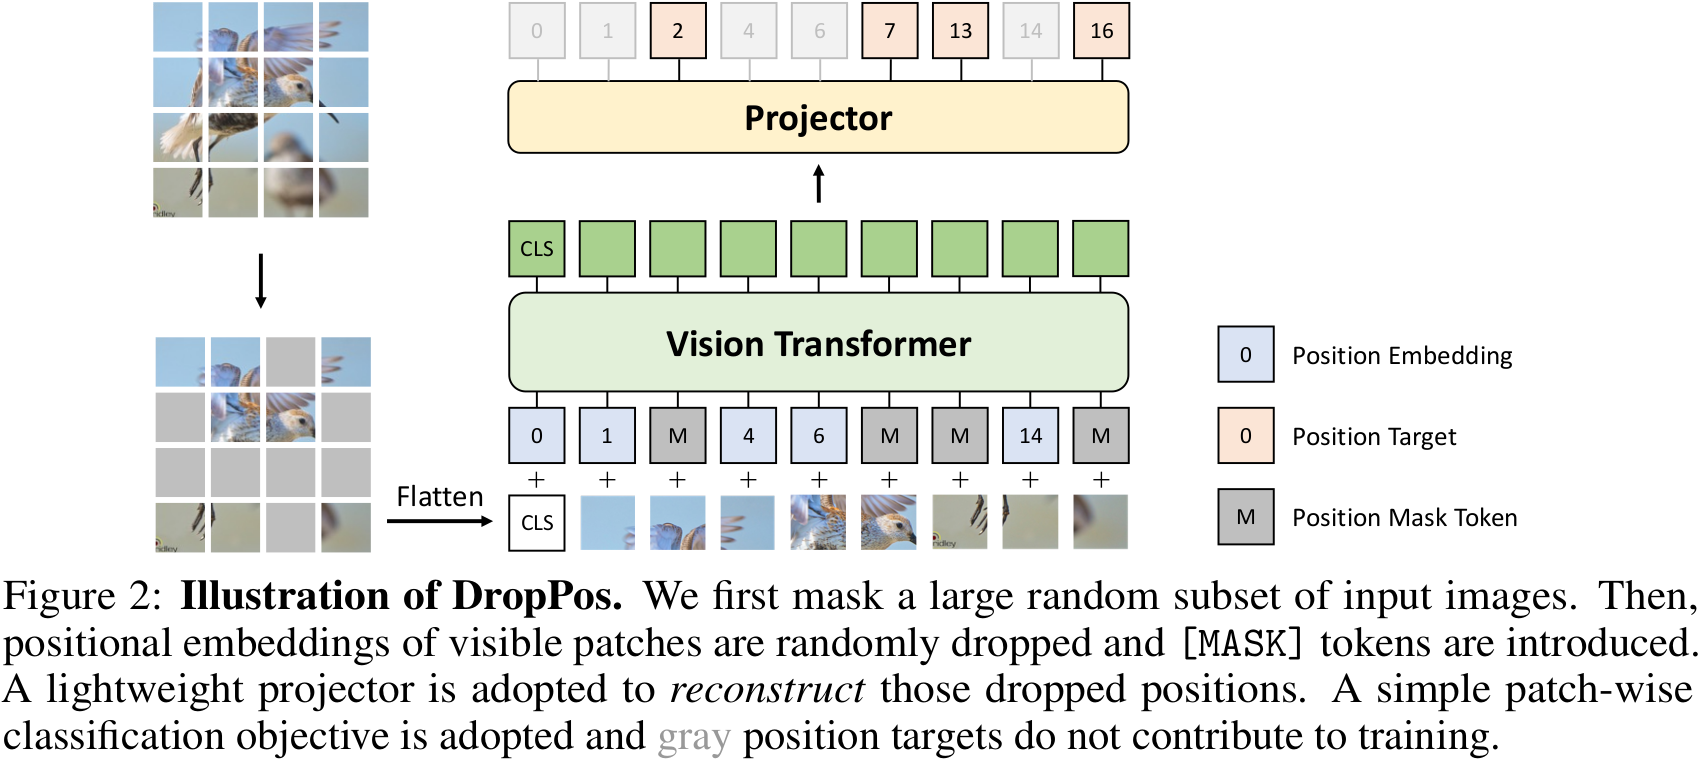 0 1 2 4 6 7 13 14 16
Projector
CLS
Vision Transformer
0 1 M 4 6 M M 14 M
+ + + + + + + + +
Flatten
CLS
ndley
ndley
ndley
0 Position Embedding
0 Position Target
M Position Mask Token
Figure 2: Illustration of DropPos. We first mask a large random subset of input images. Then,
positional embeddings of visible patches are randomly dropped and [MASK] tokens are introduced.
A lightweight projector is adopted to reconstruct those dropped positions. A simple patch-wise
classification objective is adopted and gray position targets do not contribute to training.